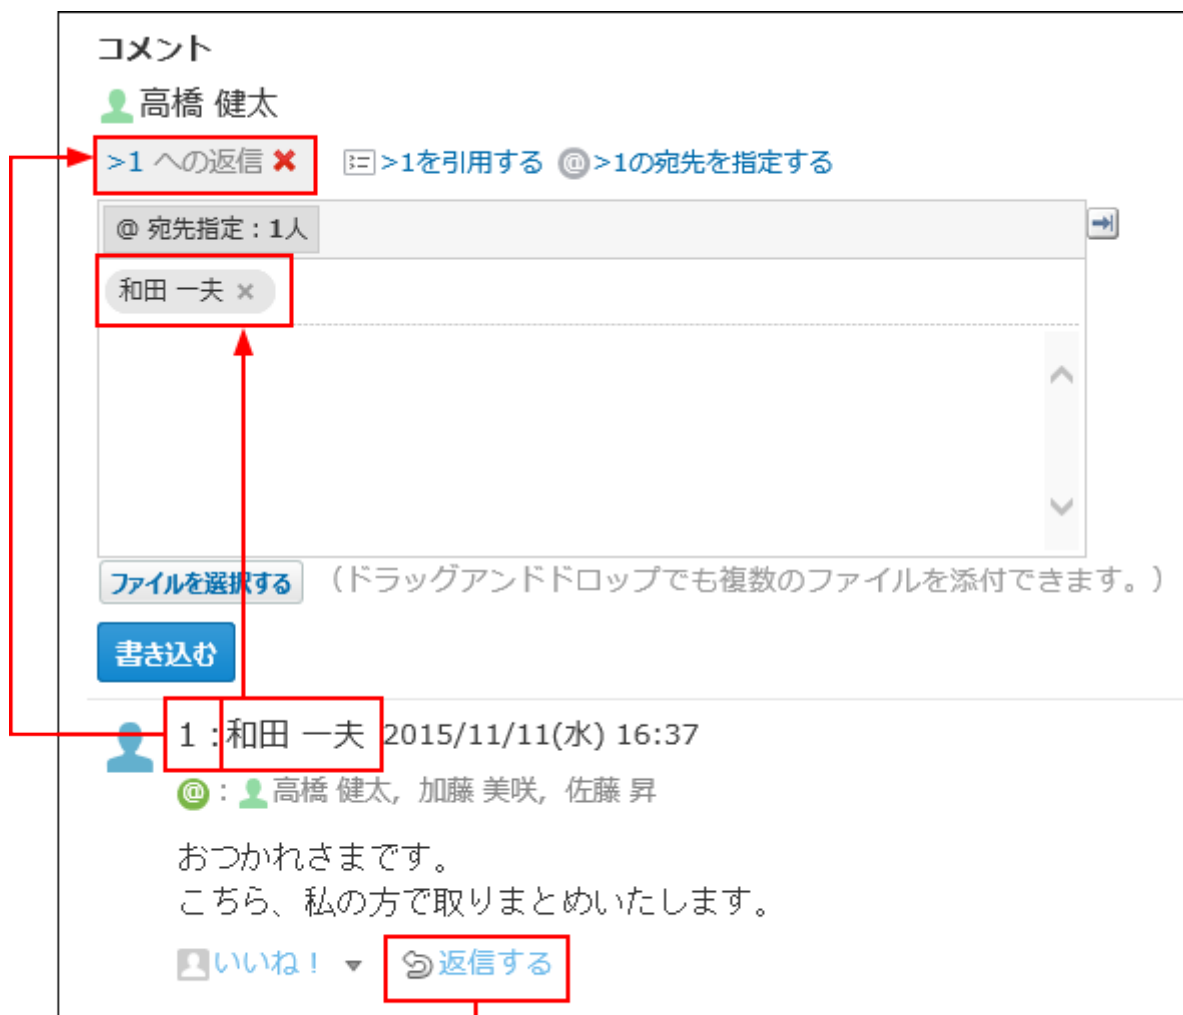 コメント
高橋 健太
>1 への返信 ✖ >1を引用する @>1の宛先を指定する
@ 宛先指定：1人
和田 一夫 ×
ファイルを選択する （ドラッグアンドドロップでも複数のファイルを添付できます。）
書き込む
1 :和田 一夫 2015/11/11(水) 16:37
@ : 高橋 健太, 加藤 美咲, 佐藤 昇
おつかれさまです。
こちら、私の方で取りまとめいたします。
いいね！ ▼ 返信する